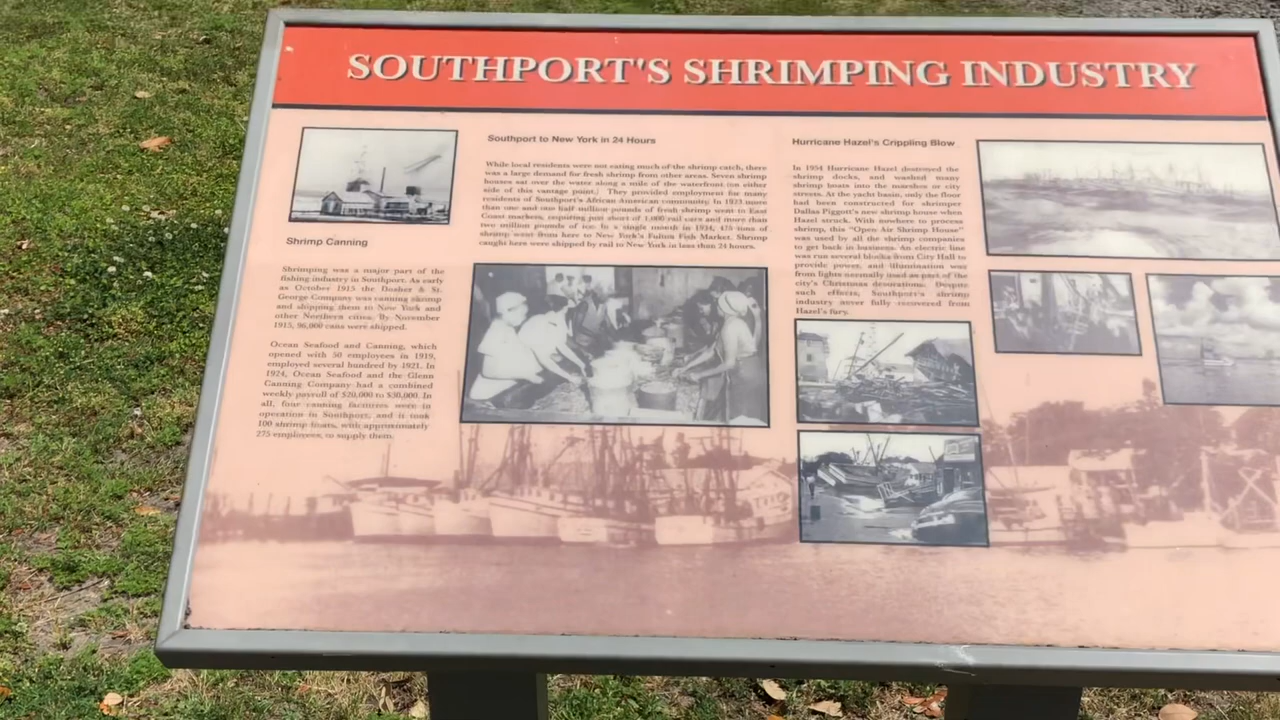 SOUTHPORT'S SHRIMPING INDUSTRY
Shrimp Canning
Shrimping was a major part of the
fishing industry in Southport. As early
as October 1915 the Dosher & St.
George Company was canning shrimp
and shipping them to New York and
other Northern cities. By November
1915, 96,000 cans were shipped.
Ocean Seafood and Canning, which
opened with 50 employees in 1919,
employed several hundred by 1921. In
1924, Ocean Seafood and the Glenn
Canning Company had a combined
weekly payroll of $20,000 to $30,000. In
all, four canning factories were in
operation in Southport, and it took
100 shrimp boats, with approximately
275 employees, to supply them.
Southport to New York in 24 Hours
While local residents were not eating much of the shrimp catch, there
was a large demand for fresh shrimp from other areas. Seven shrimp
houses sat over the water along a mile of the waterfront (on either
side of this vantage point.) They provided employment for many
residents of Southport's African American community. In 1923 more
than one and one half million pounds of fresh shrimp went to East
Coast markets, requiring just short of 1,000 rail cars and more than
two million pounds of ice. In a single month in 1934, 475 tons of
shrimp went from here to New York's Fulton Fish Market. Shrimp
caught here were shipped by rail to New York in less than 24 hours.
Hurricane Hazel's Crippling Blow
In 1954 Hurricane Hazel destroyed the
shrimp docks, and washed many
shrimp boats into the marshes or city
streets. At the yacht basin, only the floor
had been constructed for shrimper
Dallas Piggott's new shrimp house when
Hazel struck. With nowhere to process
shrimp, this "Open Air Shrimp House"
was used by all the shrimp companies
to get back in business. An electric line
was run several blocks from City Hall to
provide power, and illumination was
from lights normally used as part of the
city's Christmas decorations. Despite
such efforts, Southport's shrimp
industry never fully recovered from
Hazel's fury.